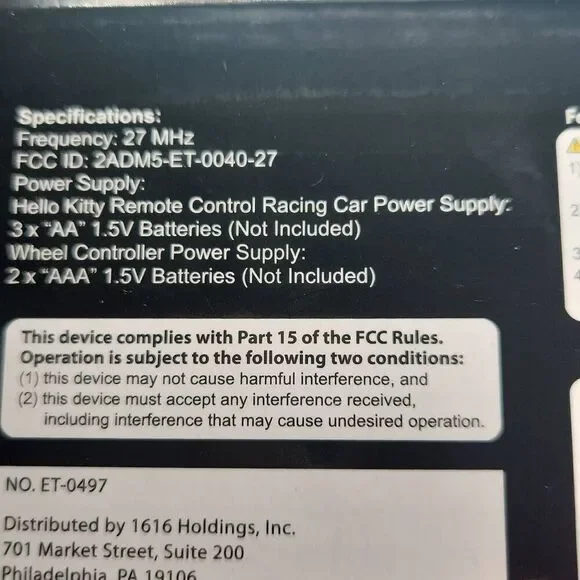 Specifications:
Frequency: 27 MHz
FCC ID: 2ADM5-ET-0040-27
Power Supply:
Hello Kitty Remote Control Racing Car Power Supply:
3 x “AA” 1.5V Batteries (Not Included)
Wheel Controller Power Supply:
2 x “AAA” 1.5V Batteries (Not Included)
This device complies with Part 15 of the FCC Rules.
Operation is subject to the following two conditions:
(1) this device may not cause harmful interference, and
(2) this device must accept any interference received,
including interference that may cause undesired operation.
NO. ET-0497
Distributed by 1616 Holdings, Inc.
701 Market Street, Suite 200
Philadelphia, PA 19106